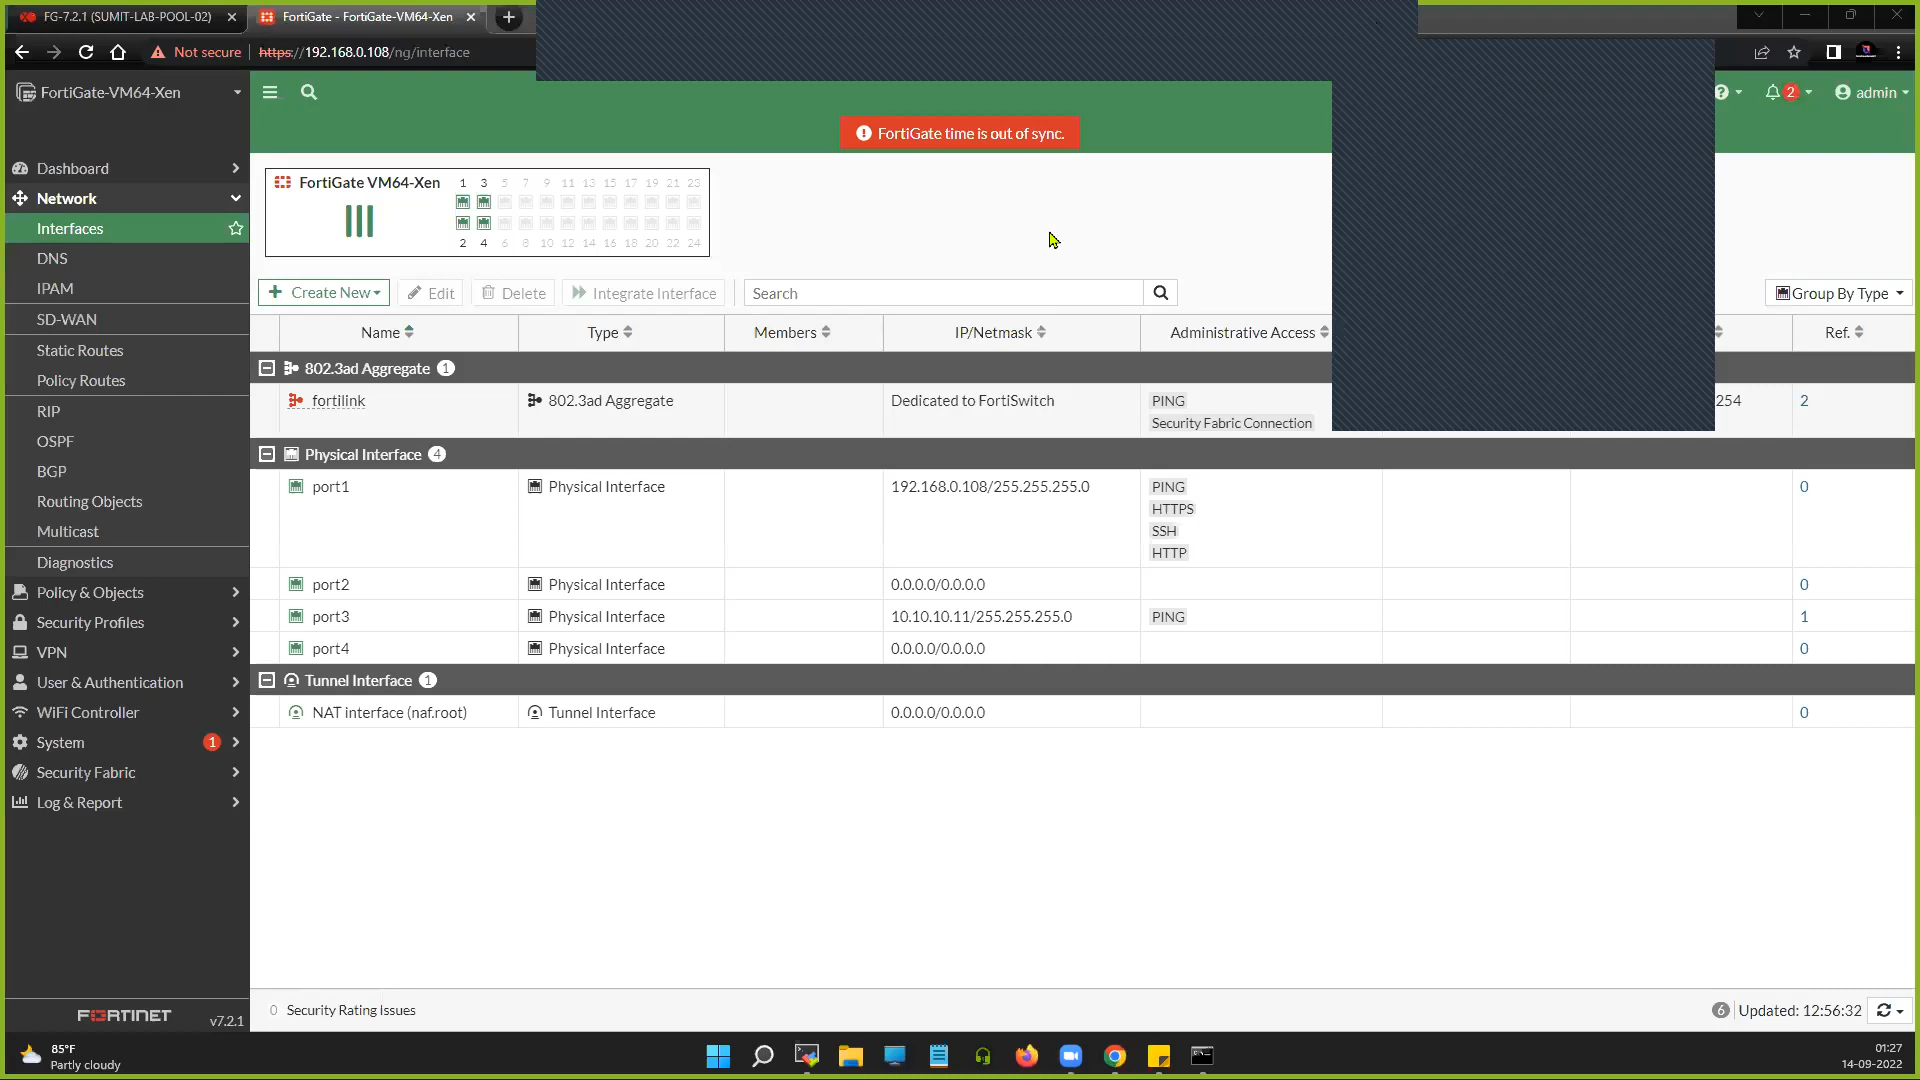 FG-7.2.1 (SUMIT-LAB-POOL-02)
FortiGate - FortiGate-VM64-Xen
Not secure
https://192.168.0.108/ng/interface
FortiGate-VM64-Xen
2
admin
FortiGate time is out of sync.
FortiGate VM64-Xen
1 3 5 7 9 11 13 15 17 19 21 23
2 4 6 8 10 12 14 16 18 20 22 24
Dashboard
Network
Interfaces
DNS
IPAM
SD-WAN
Static Routes
Policy Routes
RIP
OSPF
BGP
Routing Objects
Multicast
Diagnostics
Policy & Objects
Security Profiles
VPN
User & Authentication
WiFi Controller
System 1
Security Fabric
Log & Report
FORTINET v7.2.1
Create New Edit Delete Integrate Interface Search Group By Type
Name Type Members IP/Netmask Administrative Access Ref.
802.3ad Aggregate 1
fortilink 802.3ad Aggregate Dedicated to FortiSwitch PING 254 2
Security Fabric Connection
Physical Interface 4
port1 Physical Interface 192.168.0.108/255.255.255.0 PING 0
HTTPS
SSH
HTTP
port2 Physical Interface 0.0.0.0/0.0.0.0 0
port3 Physical Interface 10.10.10.11/255.255.255.0 PING 1
port4 Physical Interface 0.0.0.0/0.0.0.0 0
Tunnel Interface 1
NAT interface (naf.root) Tunnel Interface 0.0.0.0/0.0.0.0 0
0 Security Rating Issues
6 Updated: 12:56:32
85°F
Partly cloudy
01:27
14-09-2022